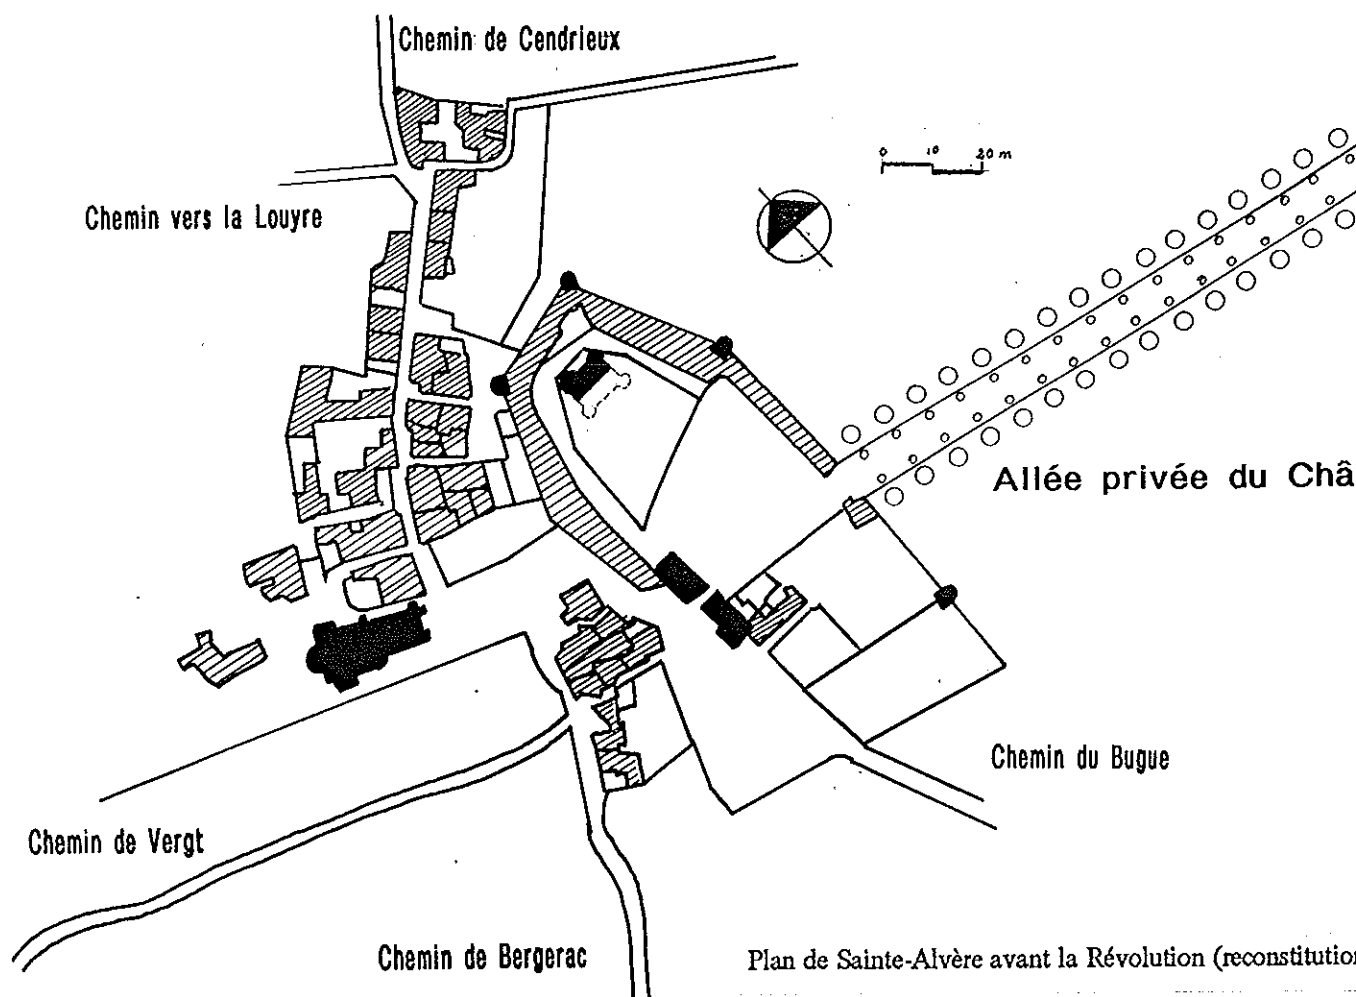 Chemin de Cendrieux
0 10 20 m
Chemin vers la Louyre
Allée privée du Châ
Chemin du Bugue
Chemin de Vergt
Chemin de Bergerac
Plan de Sainte-Alvère avant la Révolution (reconstitution